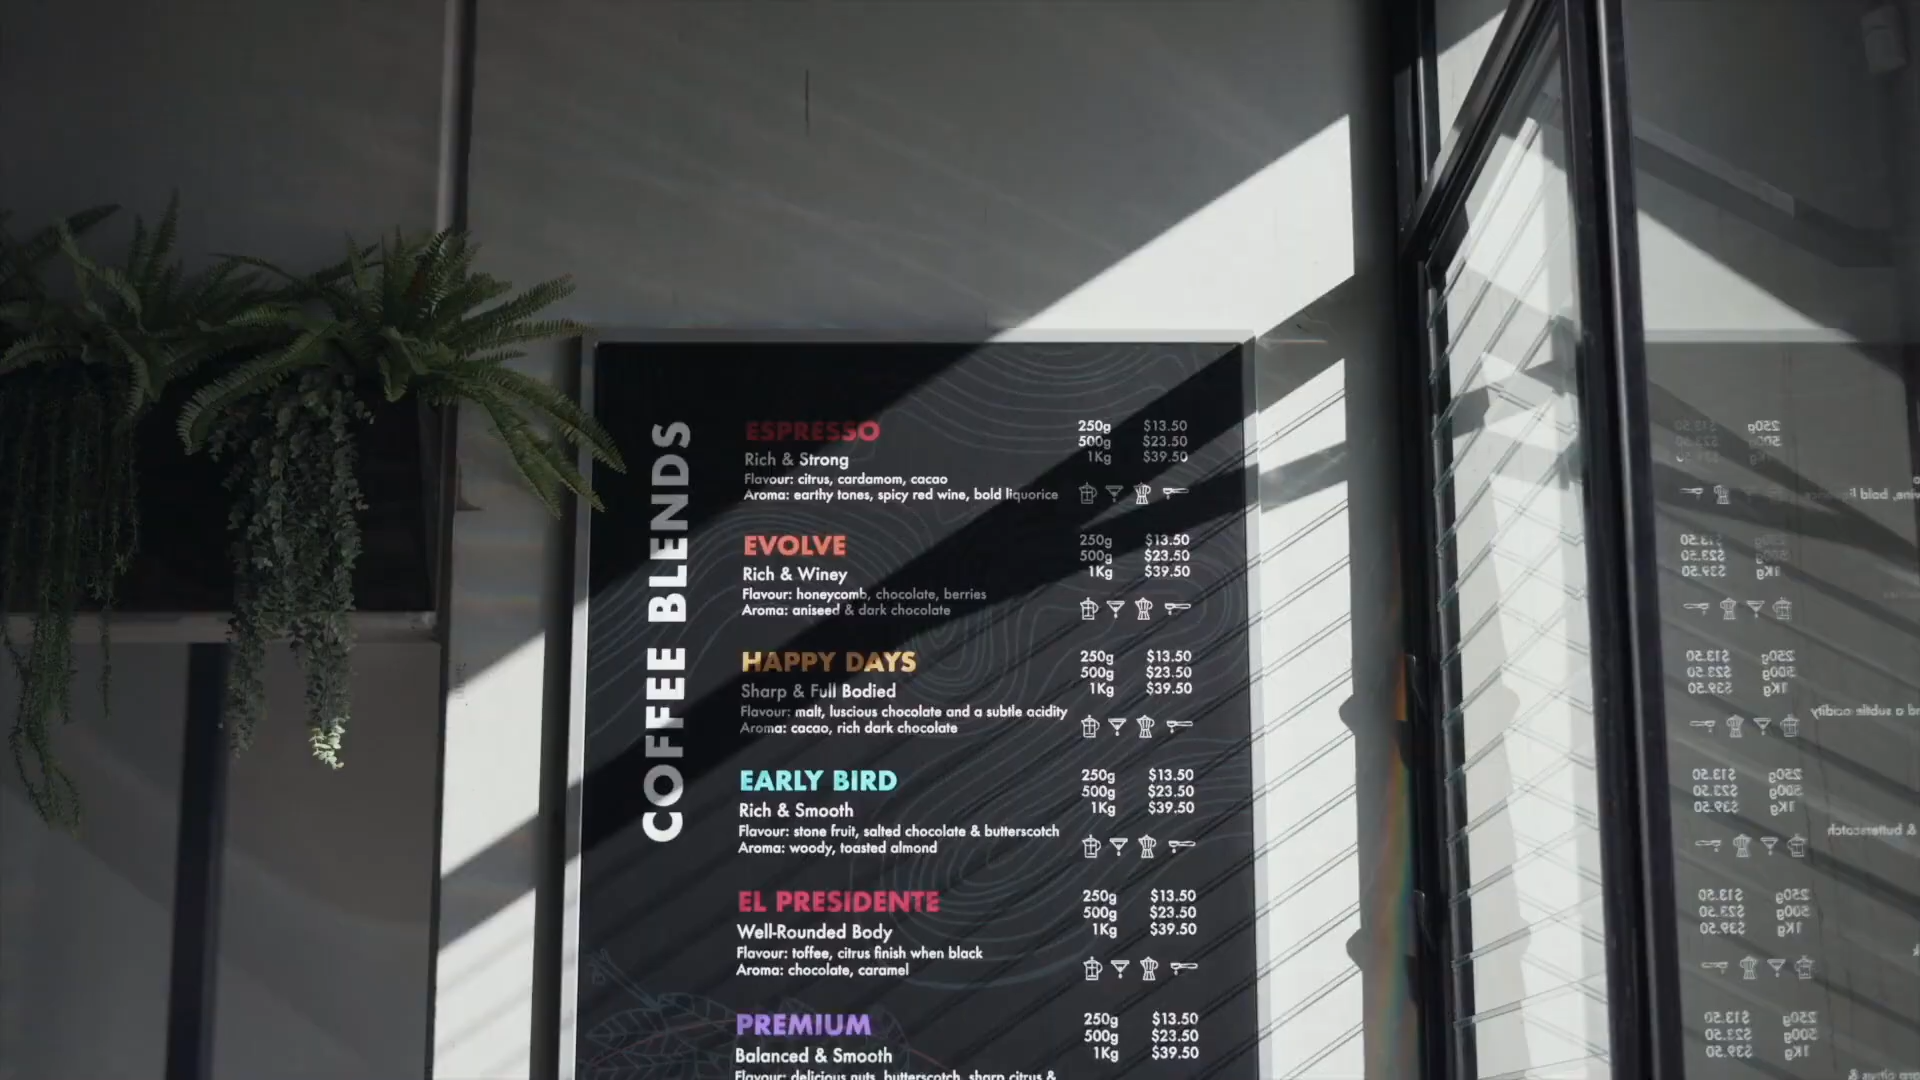 COFFEE BLENDS
ESPRESSO
250g $13.50
500g $23.50
1Kg $39.50
Rich & Strong
Flavour: citrus, cardamom, cacao
Aroma: earthy tones, spicy red wine, bold liquorice
EVOLVE
250g $13.50
500g $23.50
1Kg $39.50
Rich & Winey
Flavour: honeycomb, chocolate, berries
Aroma: aniseed & dark chocolate
HAPPY DAYS
250g $13.50
500g $23.50
1Kg $39.50
Sharp & Full Bodied
Flavour: malt, luscious chocolate and a subtle acidity
Aroma: cacao, rich dark chocolate
EARLY BIRD
250g $13.50
500g $23.50
1Kg $39.50
Rich & Smooth
Flavour: stone fruit, salted chocolate & butterscotch
Aroma: woody, toasted almond
EL PRESIDENTE
250g $13.50
500g $23.50
1Kg $39.50
Well-Rounded Body
Flavour: toffee, citrus finish when black
Aroma: chocolate, caramel
PREMIUM
250g $13.50
500g $23.50
1Kg $39.50
Balanced & Smooth
Flavour: delicious nuts, butterscotch, sharp citrus &